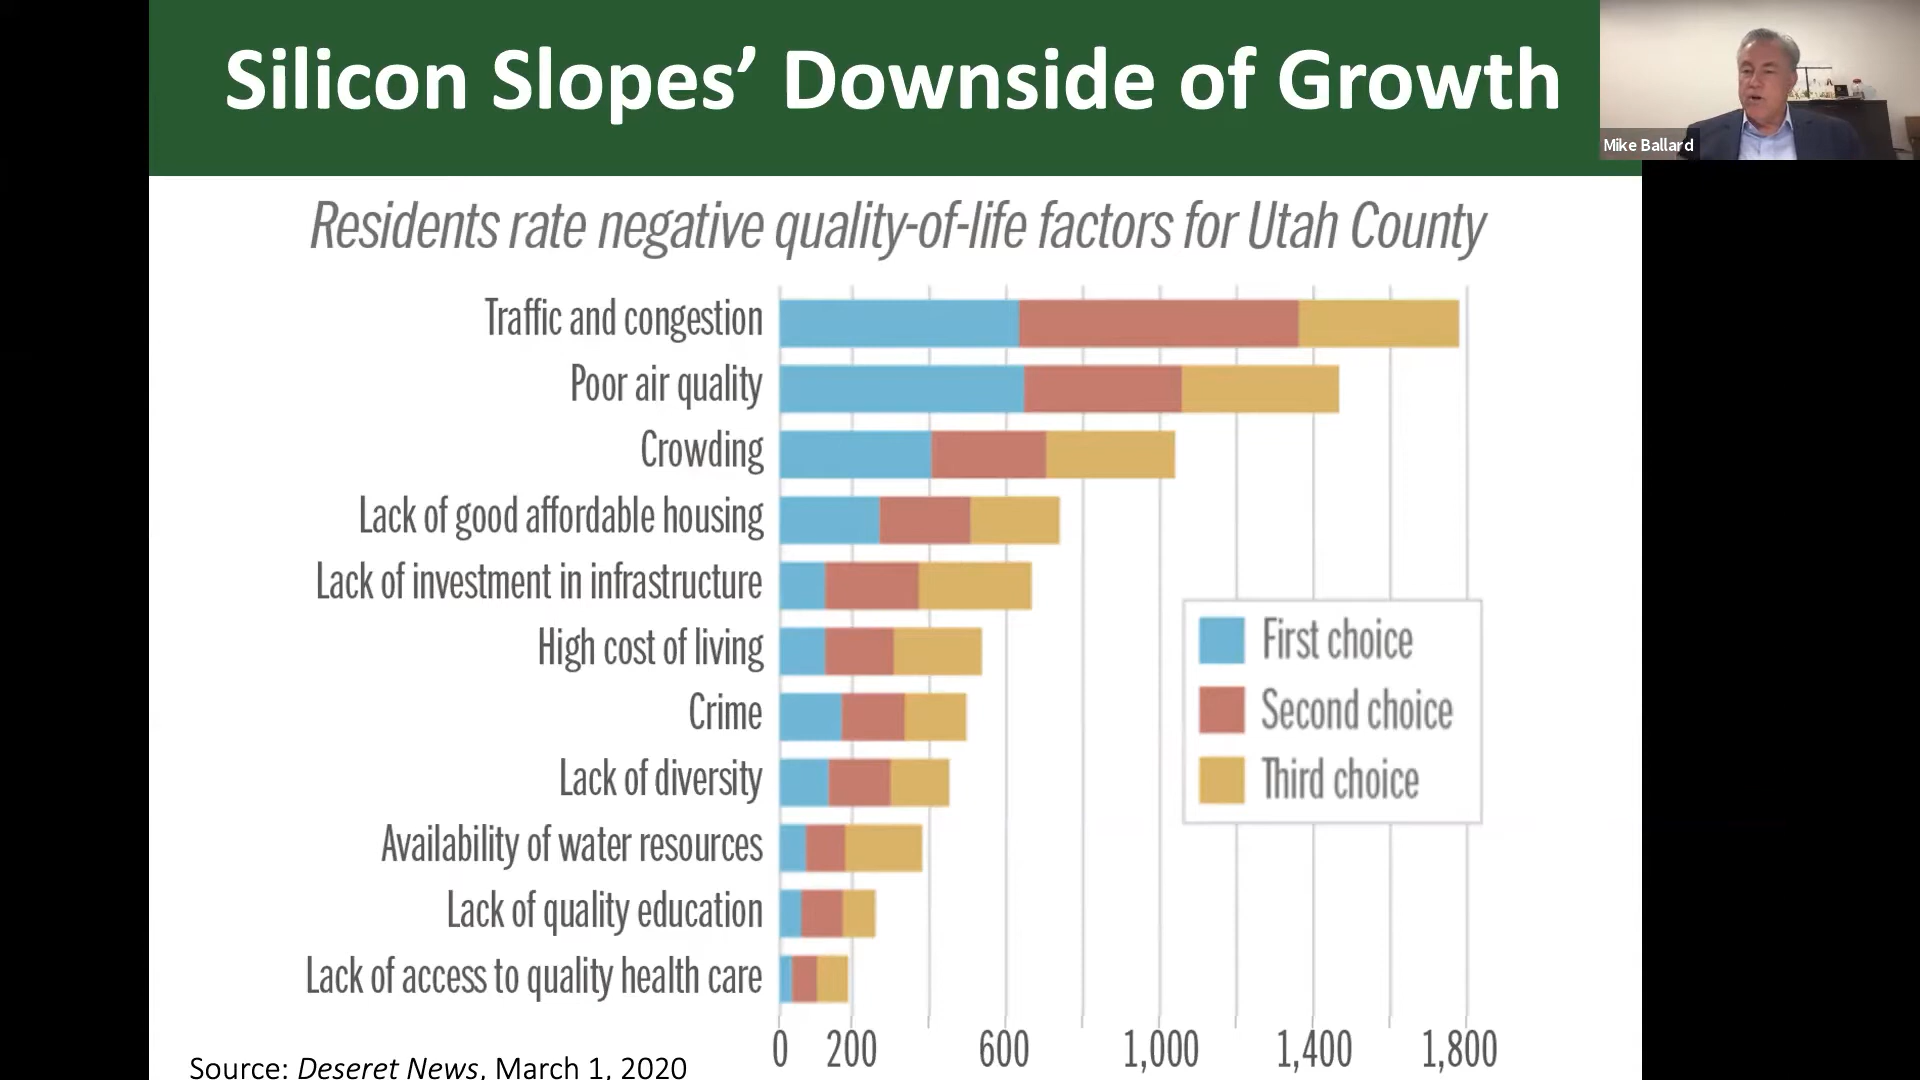 Silicon Slopes’ Downside of Growth
Mike Ballard
Residents rate negative quality-of-life factors for Utah County
Traffic and congestion
Poor air quality
Crowding
Lack of good affordable housing
Lack of investment in infrastructure
High cost of living
Crime
Lack of diversity
Availability of water resources
Lack of quality education
Lack of access to quality health care
First choice
Second choice
Third choice
0 200 600 1,000 1,400 1,800
Source: Deseret News, March 1, 2020